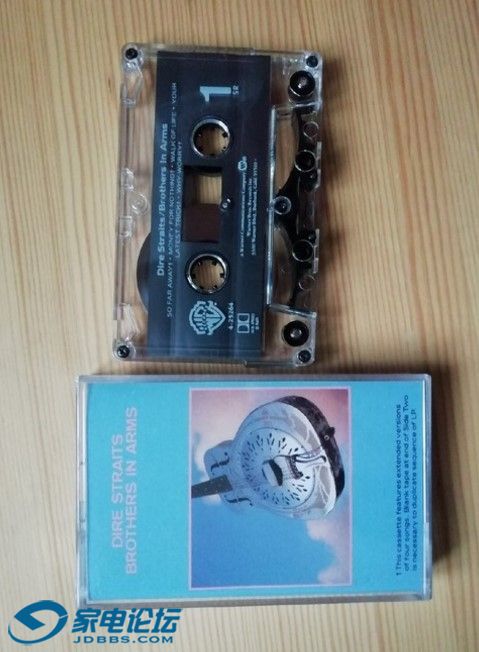 1
SR
Dire Straits/Brothers In Arms
SO FAR AWAY† • MONEY FOR NOTHING† • WALK OF LIFE • YOUR
LATEST TRICK† • WHY WORRY†
4-25264
DIRE STRAITS
BROTHERS IN ARMS
† This cassette features extended versions
of four songs. Blank tape at end of Side Two
is necessary to duplicate sequence of LP.
家电论坛
JDBBS.COM